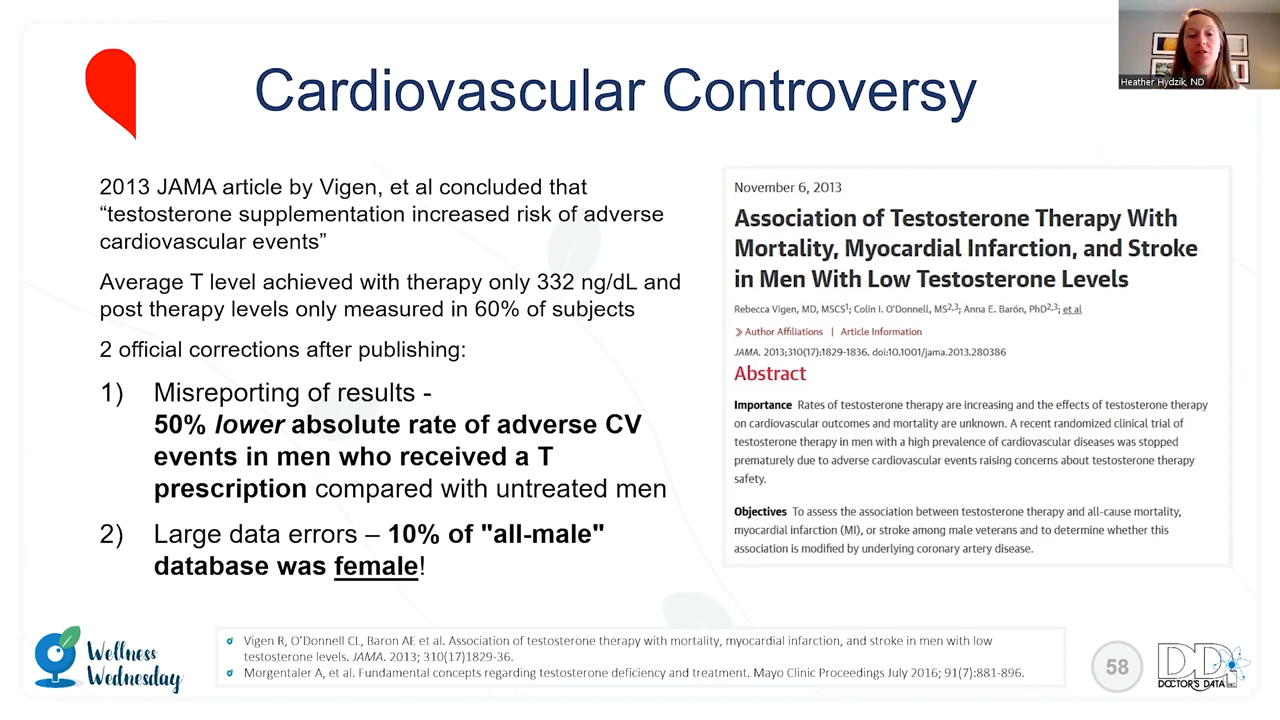 Heather Hydzik, ND
Cardiovascular Controversy
2013 JAMA article by Vigen, et al concluded that
“testosterone supplementation increased risk of adverse
cardiovascular events”
Average T level achieved with therapy only 332 ng/dL and
post therapy levels only measured in 60% of subjects
2 official corrections after publishing:
1) Misreporting of results -
50% lower absolute rate of adverse CV
events in men who received a T
prescription compared with untreated men
2) Large data errors – 10% of "all-male"
database was female!
November 6, 2013
Association of Testosterone Therapy With
Mortality, Myocardial Infarction, and Stroke
in Men With Low Testosterone Levels
Rebecca Vigen, MD, MSCS1; Colin I. O’Donnell, MS2,3; Anna E. Barón, PhD2,3; et al
Author Affiliations | Article Information
JAMA. 2013;310(17):1829-1836. doi:10.1001/jama.2013.280386
Abstract
Importance Rates of testosterone therapy are increasing and the effects of testosterone therapy
on cardiovascular outcomes and mortality are unknown. A recent randomized clinical trial of
testosterone therapy in men with a high prevalence of cardiovascular diseases was stopped
prematurely due to adverse cardiovascular events raising concerns about testosterone therapy
safety.
Objectives To assess the association between testosterone therapy and all-cause mortality,
myocardial infarction (MI), or stroke among male veterans and to determine whether this
association is modified by underlying coronary artery disease.
Wellness
Wednesday
Vigen R, O’Donnell CL, Baron AE et al. Association of testosterone therapy with mortality, myocardial infarction, and stroke in men with low
testosterone levels. JAMA. 2013; 310(17)1829-36.
Morgentaler A, et al. Fundamental concepts regarding testosterone deficiency and treatment. Mayo Clinic Proceedings July 2016; 91(7):881-896.
58
DDI
DOCTOR'S DATA INC.